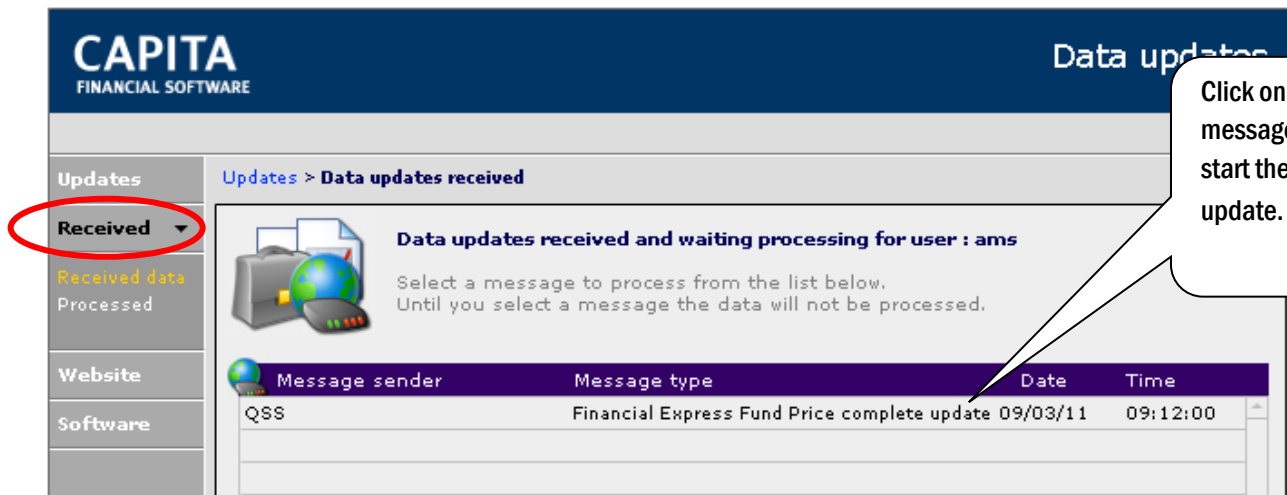 CAPITA
FINANCIAL SOFTWARE
Data updates
Click on
message
start the
update.
Updates
Updates > Data updates received
Received
Received data
Processed
Website
Software
Data updates received and waiting processing for user : ams
Select a message to process from the list below.
Until you select a message the data will not be processed.
Message sender Message type Date Time
QSS Financial Express Fund Price complete update 09/03/11 09:12:00